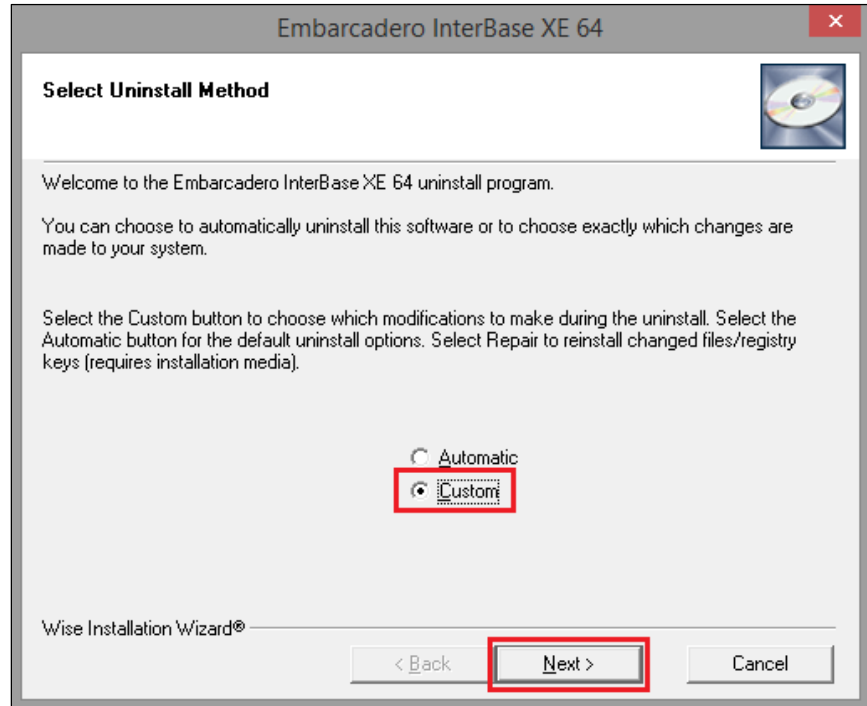 Embarcadero InterBase XE 64
Select Uninstall Method
Welcome to the Embarcadero InterBase XE 64 uninstall program.
You can choose to automatically uninstall this software or to choose exactly which changes are
made to your system.
Select the Custom button to choose which modifications to make during the uninstall. Select the
Automatic button for the default uninstall options. Select Repair to reinstall changed files/registry
keys (requires installation media).
Automatic
Custom
Wise Installation Wizard®
< Back Next > Cancel